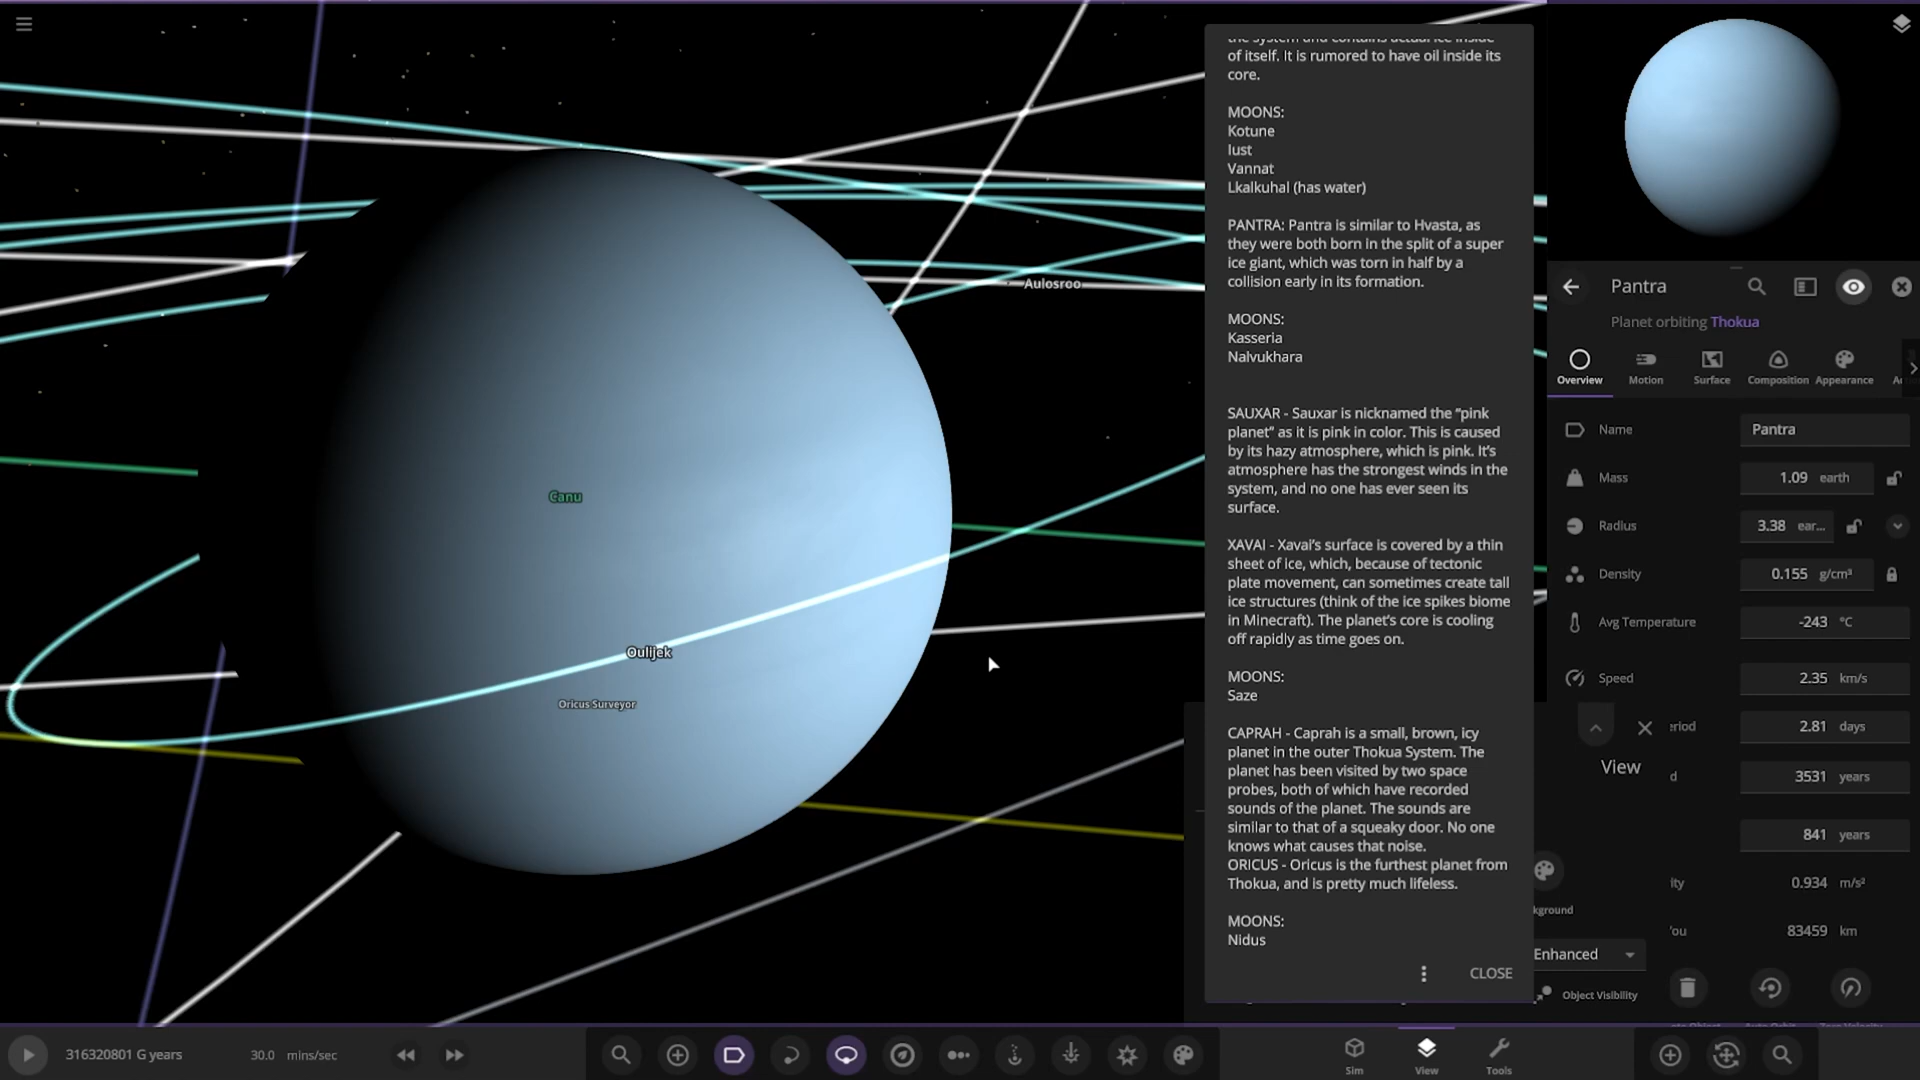 of itself. It is rumored to have oil inside its
core.
MOONS:
Kotune
Iust
Vannat
Lkalkuhal (has water)
PANTRA: Pantra is similar to Hvasta, as
they were both born in the split of a super
ice giant, which was torn in half by a
collision early in its formation.
MOONS:
Kasseria
Nalvukhara
SAUXAR - Sauxar is nicknamed the "pink
planet" as it is pink in color. This is caused
by its hazy atmosphere, which is pink. It's
atmosphere has the strongest winds in the
system, and no one has ever seen its
surface.
XAVAI - Xavai's surface is covered by a thin
sheet of ice, which, because of tectonic
plate movement, can sometimes create tall
ice structures (think of the ice spikes biome
in Minecraft). The planet's core is cooling
off rapidly as time goes on.
MOONS:
Saze
CAPRAH - Caprah is a small, brown, icy
planet in the outer Thokua System. The
planet has been visited by two space
probes, both of which have recorded
sounds of the planet. The sounds are
similar to that of a squeaky door. No one
knows what causes that noise.
ORICUS - Oricus is the furthest planet from
Thokua, and is pretty much lifeless.
MOONS:
Nidus
CLOSE
Aulosroo
Canu
Oulljek
Oricus Surveyor
Pantra
Planet orbiting Thokua
Overview
Motion
Surface
Composition
Appearance
Name
Pantra
Mass
1.09 earth
Radius
3.38 ear...
Density
0.155 g/cm³
Avg Temperature
-243 °C
Speed
2.35 km/s
eriod
2.81 days
View
d
3531 years
841 years
ity
0.934 m/s²
kground
83459 km
Enhanced
Object Visibility
316320801 G years
30.0 mins/sec
Sim
View
Tools